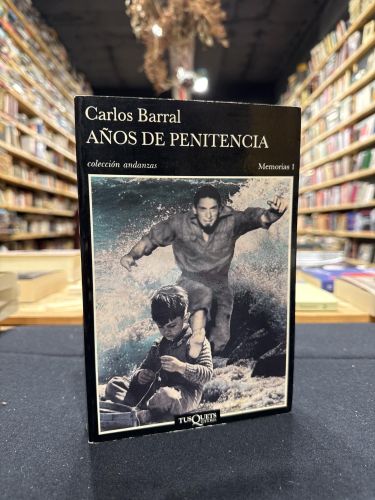 Carlos Barral
AÑOS DE PENITENCIA
colección andanzas Memorias 1
TUSQUETS
EDITORES